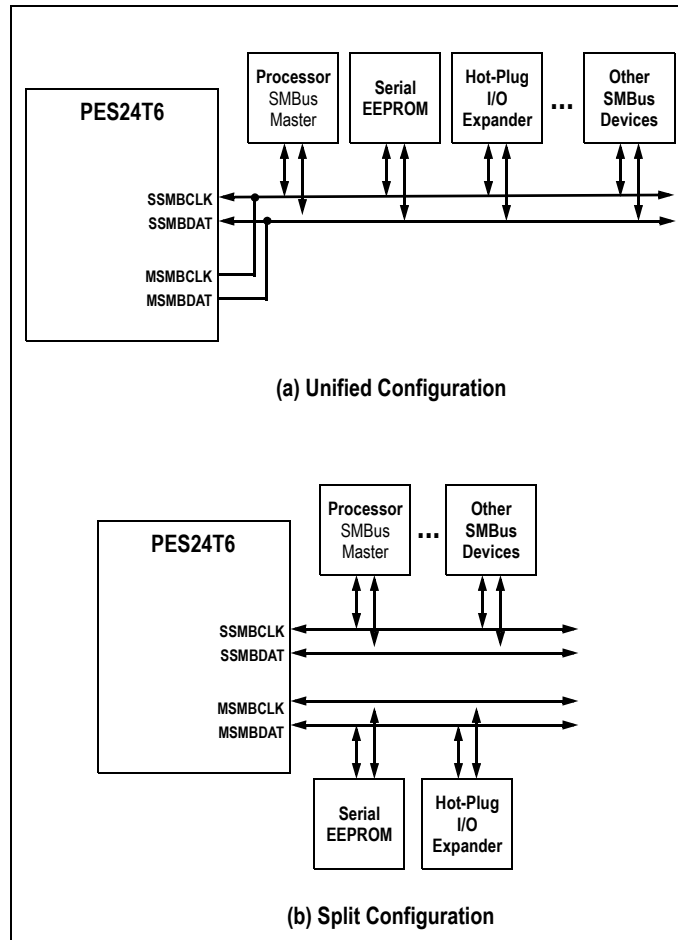 Processor
SMBus
Master
Serial
EEPROM
Hot-Plug
I/O
Expander
...
Other
SMBus
Devices
PES24T6
SSMBCLK
SSMBDAT
MSMBCLK
MSMBDAT
(a) Unified Configuration
Processor
SMBus
Master
...
Other
SMBus
Devices
PES24T6
SSMBCLK
SSMBDAT
MSMBCLK
MSMBDAT
Serial
EEPROM
Hot-Plug
I/O
Expander
(b) Split Configuration